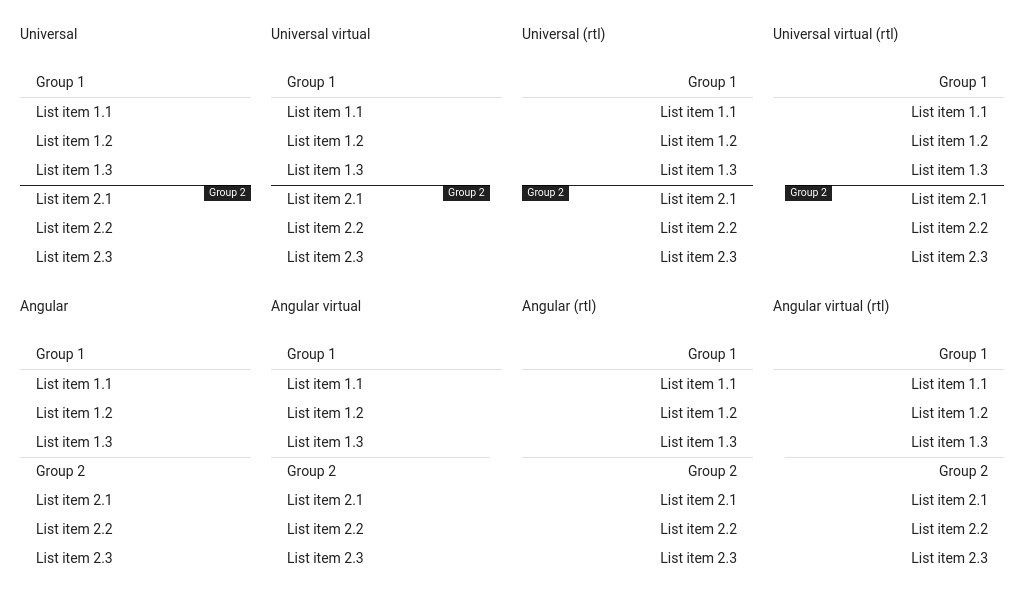 Universal
Group 1
List item 1.1
List item 1.2
List item 1.3
Group 2
List item 2.1
List item 2.2
List item 2.3
Universal virtual
Group 1
List item 1.1
List item 1.2
List item 1.3
Group 2
List item 2.1
List item 2.2
List item 2.3
Universal (rtl)
Group 1
List item 1.1
List item 1.2
List item 1.3
Group 2
List item 2.1
List item 2.2
List item 2.3
Universal virtual (rtl)
Group 1
List item 1.1
List item 1.2
List item 1.3
Group 2
List item 2.1
List item 2.2
List item 2.3
Angular
Group 1
List item 1.1
List item 1.2
List item 1.3
Group 2
List item 2.1
List item 2.2
List item 2.3
Angular virtual
Group 1
List item 1.1
List item 1.2
List item 1.3
Group 2
List item 2.1
List item 2.2
List item 2.3
Angular (rtl)
Group 1
List item 1.1
List item 1.2
List item 1.3
Group 2
List item 2.1
List item 2.2
List item 2.3
Angular virtual (rtl)
Group 1
List item 1.1
List item 1.2
List item 1.3
Group 2
List item 2.1
List item 2.2
List item 2.3